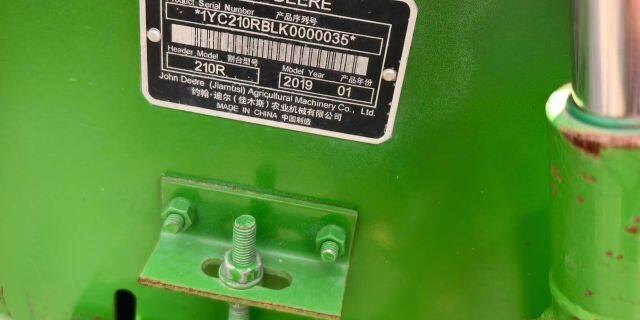 DEERE
Product Serial Number 产品序列号
*1YC210RBLK0000035*
Header Model 割台型号 Model Year 产品年份
210R 2019 01
John Deere (Jiamusi) Agricultural Machinery Co., Ltd.
约翰·迪尔(佳木斯)农业机械有限公司
MADE IN CHINA 中国制造